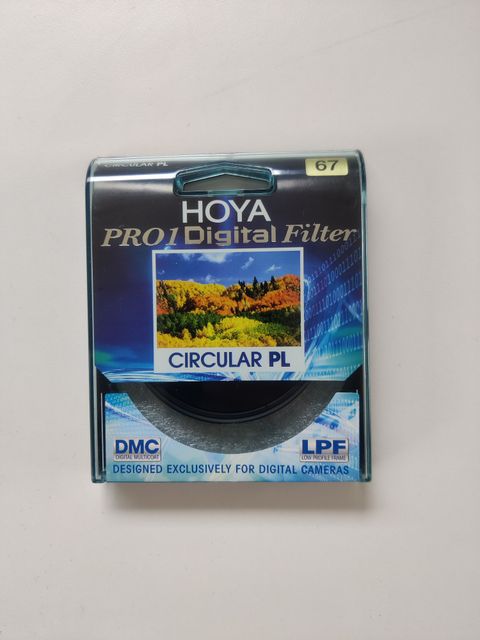 CIRCULAR PL
67
HOYA
PRO1 Digital Filter
CIRCULAR PL
DMC
DIGITAL MULTICOAT
LPF
LOW PROFILE FRAME
DESIGNED EXCLUSIVELY FOR DIGITAL CAMERAS